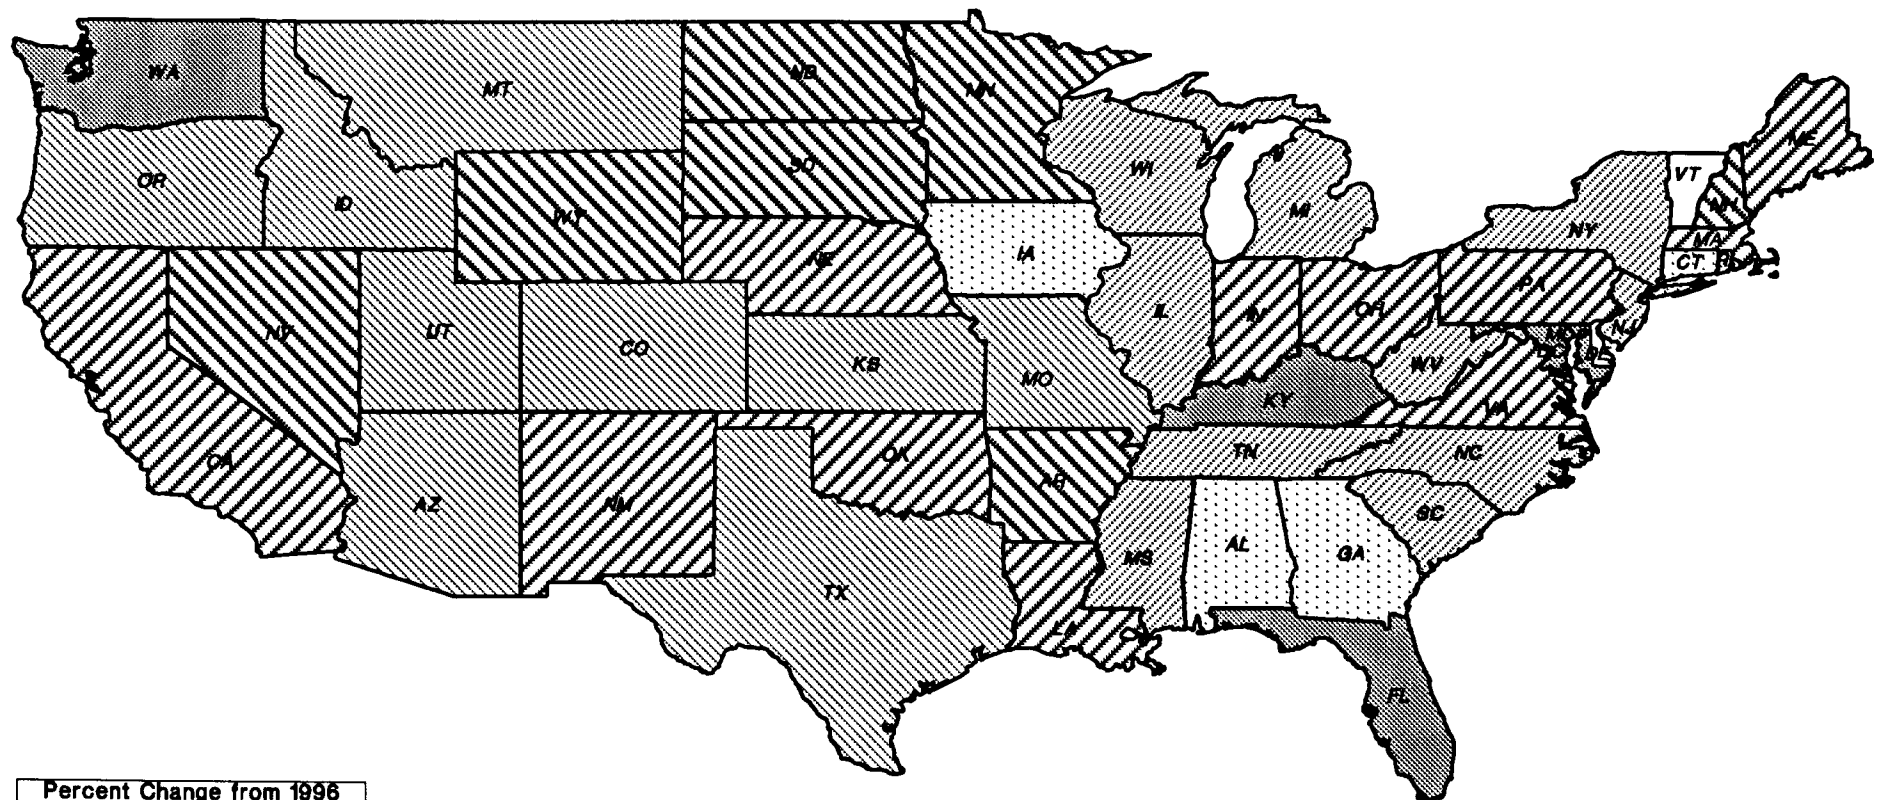 WA
MT
ND
MN
OR
ID
WY
SD
WI
MI
ME
VT
NH
NY
MA
CT
NE
IA
NV
UT
CO
KS
MO
IL
IN
OH
PA
NJ
WV
DE
KY
VA
CA
AZ
NM
OK
AR
TN
NC
TX
LA
MS
AL
GA
SC
FL
Percent Change from 1996